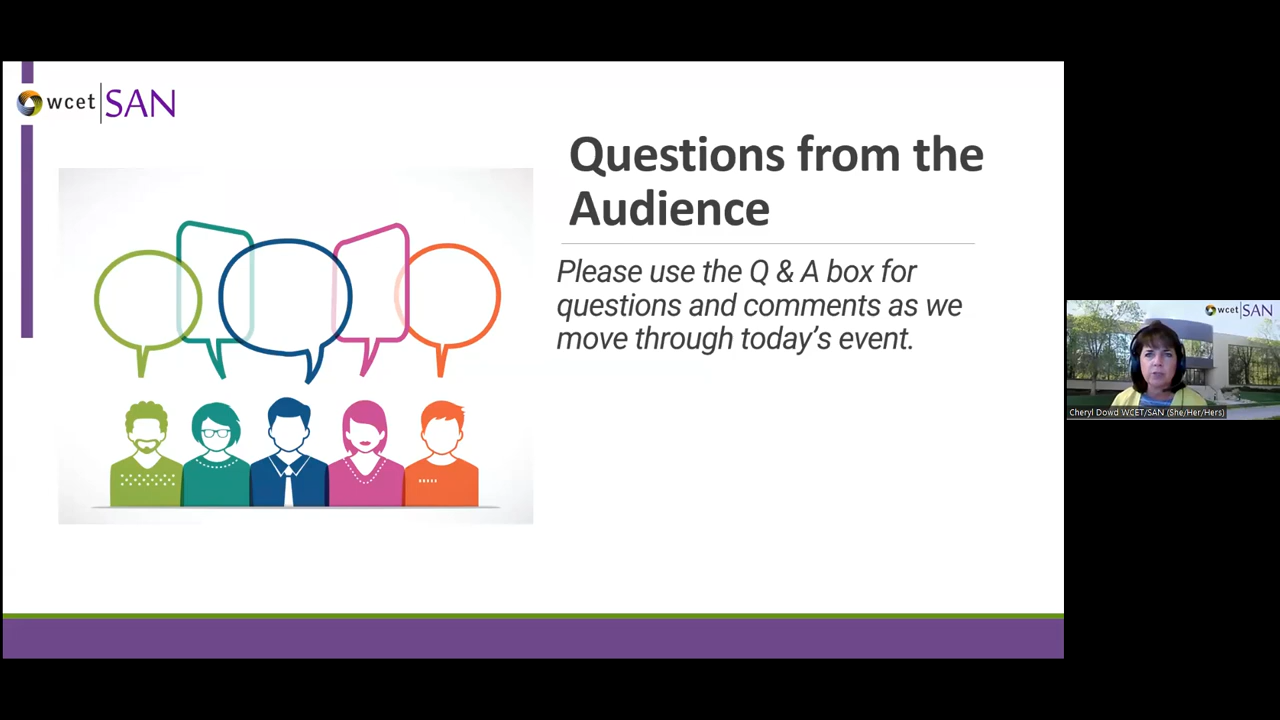 wcet|SAN
Questions from the
Audience
Please use the Q & A box for
questions and comments as we
move through today's event.
wcet|SAN
Cheryl Dowd WCET/SAN (She/Her/Hers)